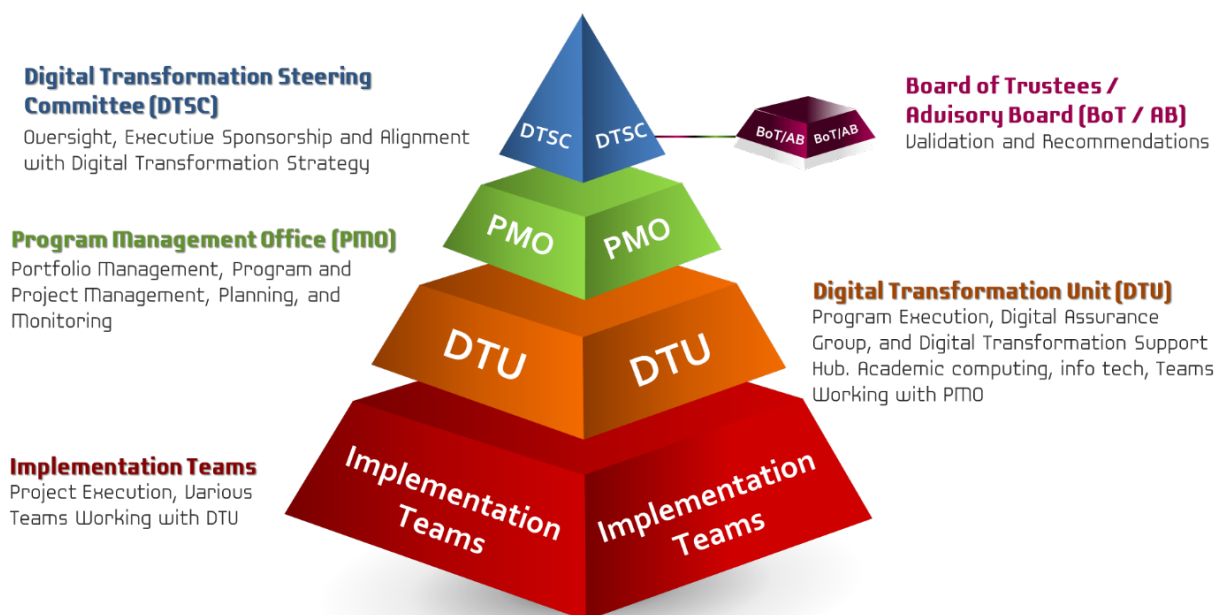 Digital Transformation Steering
Committee (DTSC)
Oversight, Executive Sponsorship and Alignment
with Digital Transformation Strategy
DTSC
DTSC
BoT/AB
BoT/AB
Board of Trustees /
Advisory Board (BoT / AB)
Validation and Recommendations
Program Management Office (PMO)
Portfolio Management, Program and
Project Management, Planning, and
Monitoring
PMO
PMO
DTU
DTU
Digital Transformation Unit (DTU)
Program Execution, Digital Assurance
Group, and Digital Transformation Support
Hub. Academic computing, info tech, Teams
Working with PMO
Implementation Teams
Project Execution, Various
Teams Working with DTU
Implementation
Teams
Implementation
Teams